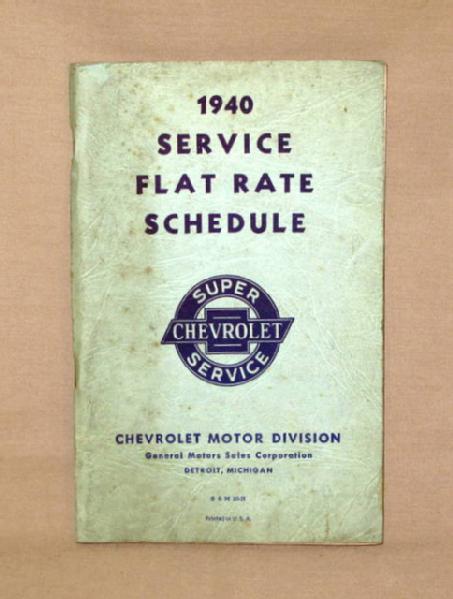 1940
SERVICE
FLAT RATE
SCHEDULE
SUPER
CHEVROLET
SERVICE
CHEVROLET MOTOR DIVISION
General Motors Sales Corporation
DETROIT, MICHIGAN
Printed in U. S. A.